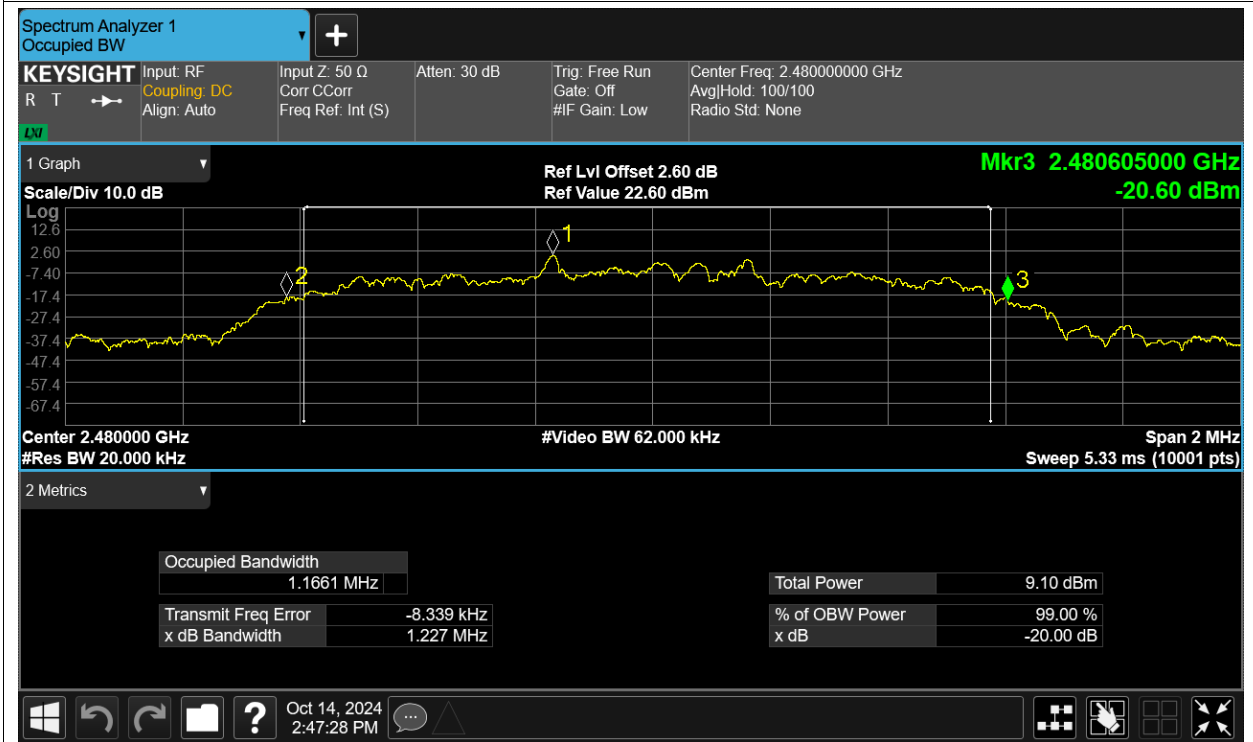 Spectrum Analyzer 1
Occupied BW
KEYSIGHT
R T
LXI
Input: RF
Coupling: DC
Align: Auto
Input Z: 50 Ω
Corr CCorr
Freq Ref: Int (S)
Atten: 30 dB
Trig: Free Run
Gate: Off
#IF Gain: Low
Center Freq: 2.480000000 GHz
Avg|Hold: 100/100
Radio Std: None
1 Graph
Scale/Div 10.0 dB
Ref Lvl Offset 2.60 dB
Ref Value 22.60 dBm
Mkr3 2.480605000 GHz
-20.60 dBm
Log
12.6
2.60
-7.40
-17.4
-27.4
-37.4
-47.4
-57.4
-67.4
1
2
3
Center 2.480000 GHz
#Video BW 62.000 kHz
Span 2 MHz
#Res BW 20.000 kHz
Sweep 5.33 ms (10001 pts)
2 Metrics
Occupied Bandwidth
1.1661 MHz
Transmit Freq Error -8.339 kHz
x dB Bandwidth 1.227 MHz
Total Power 9.10 dBm
% of OBW Power 99.00 %
x dB -20.00 dB
?
Oct 14, 2024
2:47:28 PM